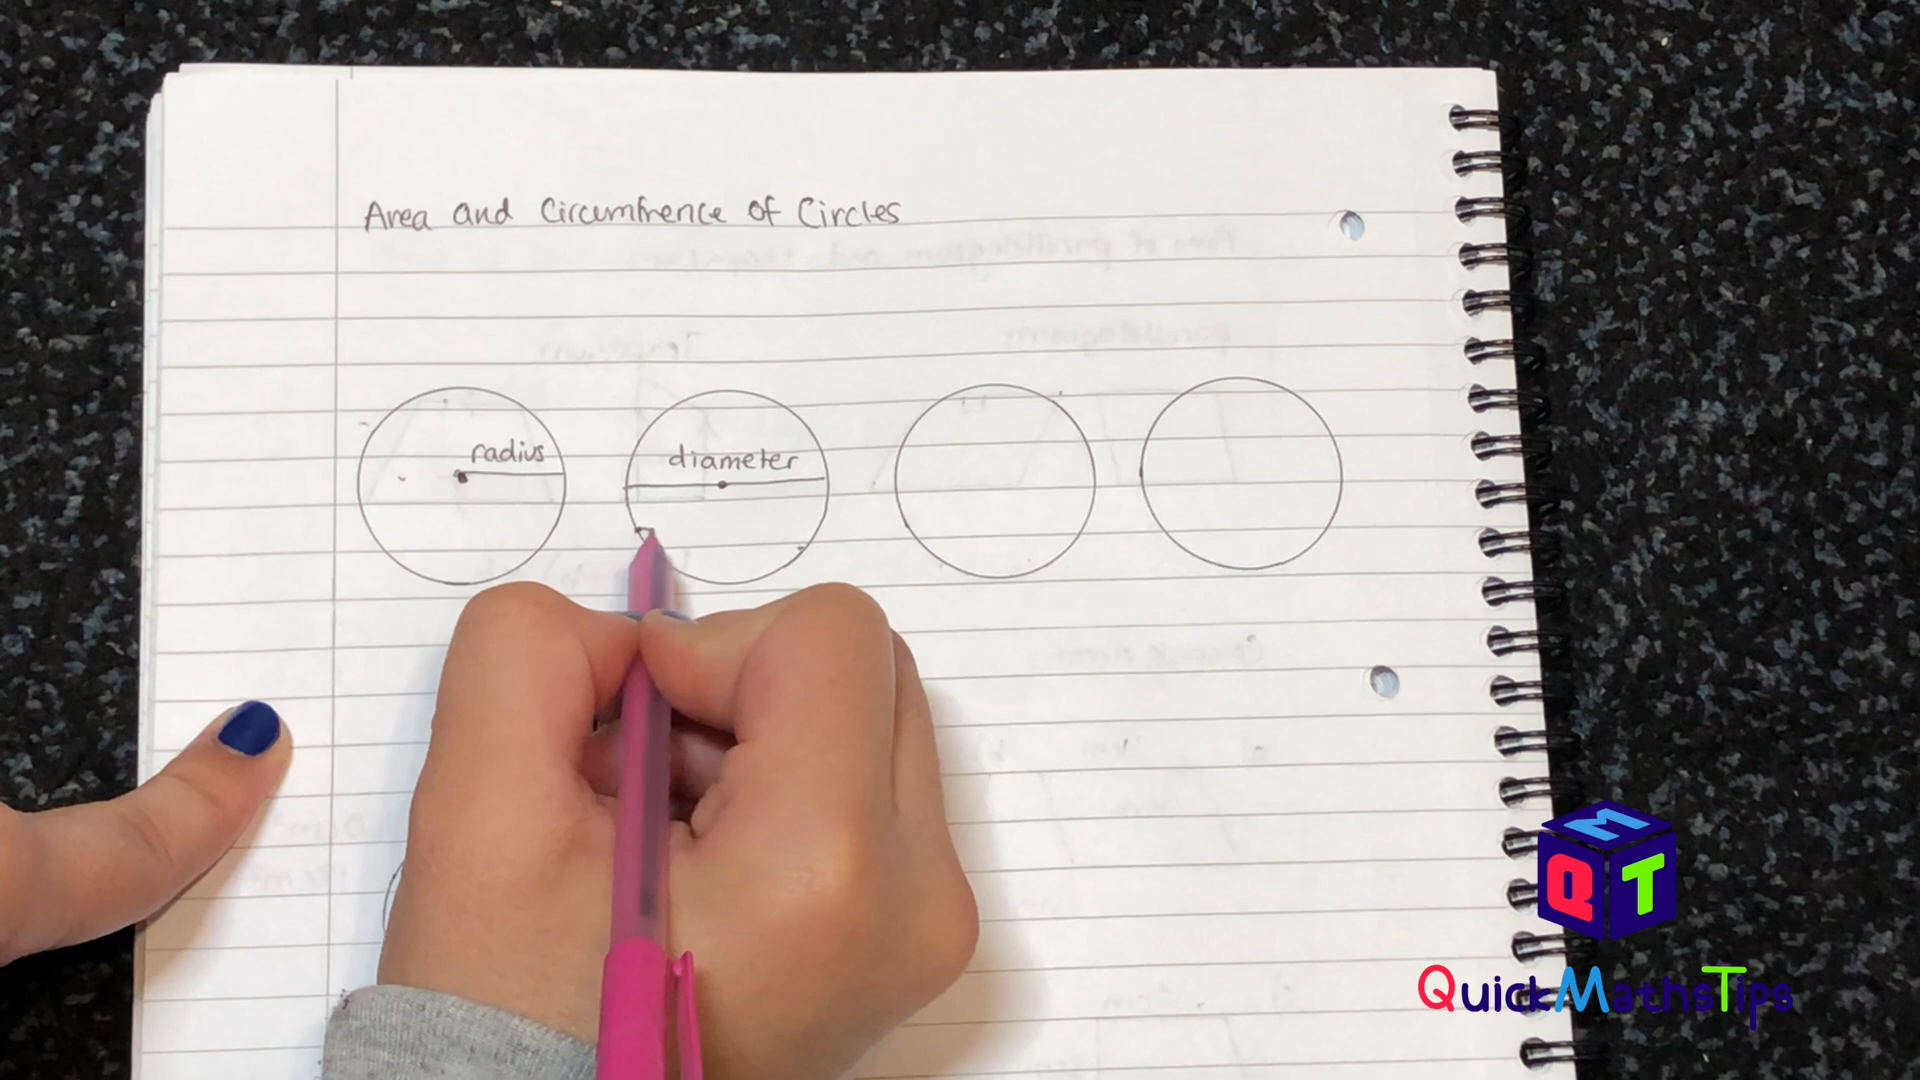 Area and Circumfrence of Circles
radius
diameter
M
Q T
QuickMathsTips